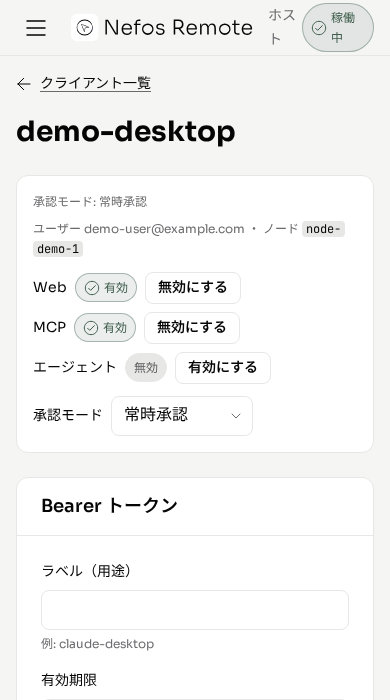 Nefos Remote
ホス
ト
稼働
中
クライアント一覧
demo-desktop
承認モード: 常時承認
ユーザー demo-user@example.com ・ ノード node-
demo-1
Web 有効 無効にする
MCP 有効 無効にする
エージェント 無効 有効にする
承認モード 常時承認
Bearer トークン
ラベル（用途）
例: claude-desktop
有効期限